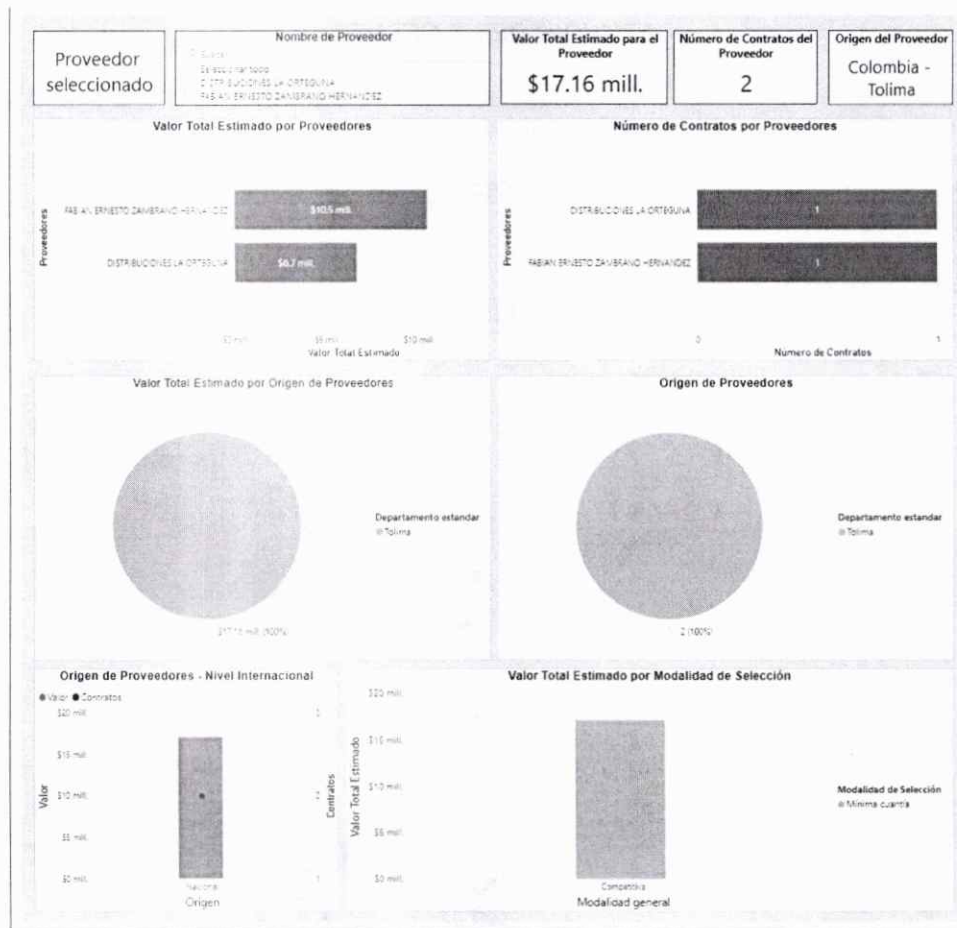 Proveedor
seleccionado
Nombre de Proveedor
Buscar
Seleccionar todo
DISTRIBUCIONES LA ORTEGUNA
FABIAN ERNESTO ZAMBRANO HERNANDEZ
Valor Total Estimado para el
Proveedor
$17.16 mill.
Número de Contratos del
Proveedor
2
Origen del Proveedor
Colombia -
Tolima
Valor Total Estimado por Proveedores
Proveedores
FABIAN ERNESTO ZAMBRANO HERNANDEZ
$10.5 mill.
DISTRIBUCIONES LA ORTEGUNA
$6.7 mill.
$0 mill. $5 mill. $10 mill.
Valor Total Estimado
Número de Contratos por Proveedores
Proveedores
DISTRIBUCIONES LA ORTEGUNA
1
FABIAN ERNESTO ZAMBRANO HERNANDEZ
1
0 1
Número de Contratos
Valor Total Estimado por Origen de Proveedores
Departamento estandar
Tolima
$17.16 mill. (100%)
Origen de Proveedores
Departamento estandar
Tolima
2 (100%)
Origen de Proveedores - Nivel Internacional
Valor Contratos
$20 mill. 3
$15 mill.
$10 mill. 2
$5 mill.
$0 mill. 1
Valor
Contratos
Nacional
Origen
Valor Total Estimado por Modalidad de Selección
$20 mill.
$15 mill.
$10 mill.
$5 mill.
$0 mill.
Valor Total Estimado
Competitiva
Modalidad general
Modalidad de Selección
Mínima cuantía